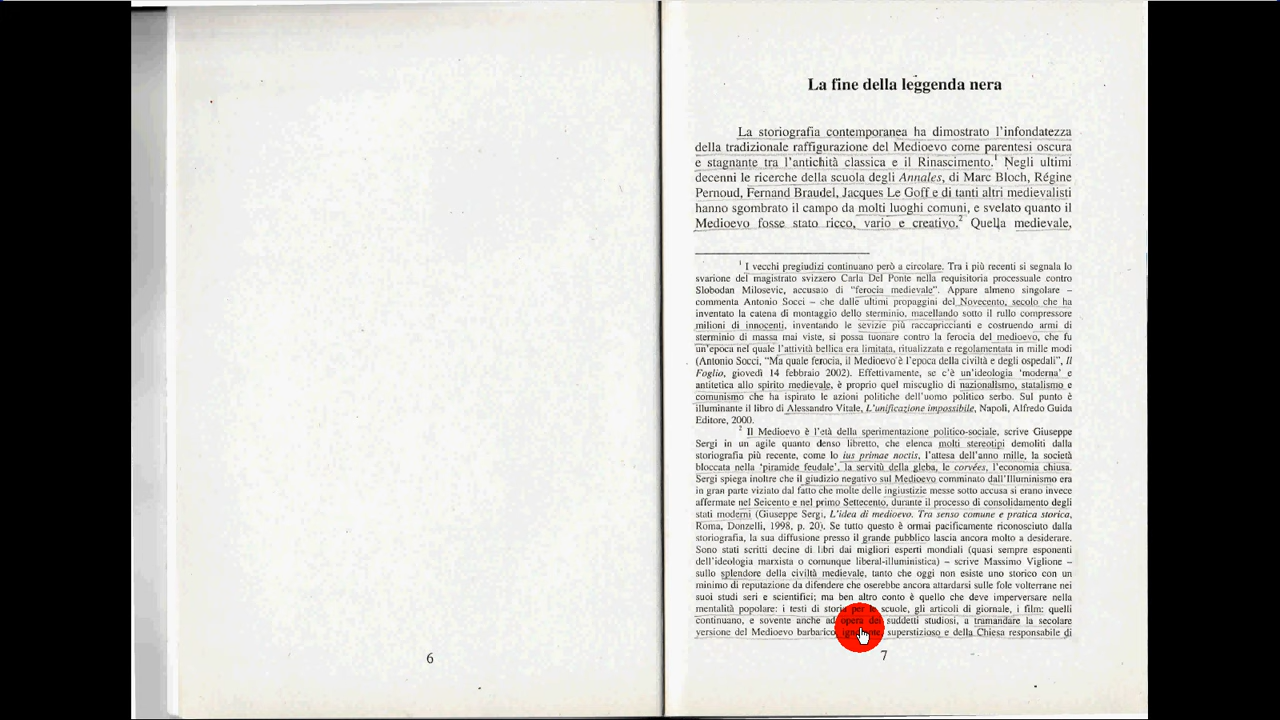 La fine della leggenda nera
La storiografia contemporanea ha dimostrato l'infondatezza
della tradizionale raffigurazione del Medioevo come parentesi oscura
e stagnante tra l'antichità classica e il Rinascimento.1 Negli ultimi
decenni le ricerche della scuola degli Annales, di Marc Bloch, Régine
Pernoud, Fernand Braudel, Jacques Le Goff e di tanti altri medievalisti
hanno sgombrato il campo da molti luoghi comuni, e svelato quanto il
Medioevo fosse stato ricco, vario e creativo.2 Quella medievale,
1 I vecchi pregiudizi continuano però a circolare. Tra i più recenti si segnala lo
svarione del magistrato svizzero Carla Del Ponte nella requisitoria processuale contro
Slobodan Milosevic, accusato di "ferocia medievale". Appare almeno singolare –
commenta Antonio Socci – che dalle ultimi propaggini del Novecento, secolo che ha
inventato la catena di montaggio dello sterminio, macellando sotto il rullo compressore
milioni di innocenti, inventando le sevizie più raccapriccianti e costruendo armi di
sterminio di massa mai viste, si possa tuonare contro la ferocia del medioevo, che fu
un'epoca nel quale l'attività bellica era limitata, ritualizzata e regolamentata in mille modi
(Antonio Socci, "Ma quale ferocia, il Medioevo è l'epoca della civiltà e degli ospedali", Il
Foglio, giovedì 14 febbraio 2002). Effettivamente, se c'è un'ideologia 'moderna' e
antitetica allo spirito medievale, è proprio quel miscuglio di nazionalismo, statalismo e
comunismo che ha ispirato le azioni politiche dell'uomo politico serbo. Sul punto è
illuminante il libro di Alessandro Vitale, L'unificazione impossibile, Napoli, Alfredo Guida
Editore, 2000.
2 Il Medioevo è l'età della sperimentazione politico-sociale, scrive Giuseppe
Sergi in un agile quanto denso libretto, che elenca molti stereotipi demoliti dalla
storiografia più recente, come lo ius primae noctis, l'attesa dell'anno mille, la società
bloccata nella 'piramide feudale', la servitù della gleba, le corvées, l'economia chiusa.
Sergi spiega inoltre che il giudizio negativo sul Medioevo comminato dall'Illuminismo era
in gran parte viziato dal fatto che molte delle ingiustizie messe sotto accusa si erano invece
affermate nel Seicento e nel primo Settecento, durante il processo di consolidamento degli
stati moderni (Giuseppe Sergi, L'idea di medioevo. Tra senso comune e pratica storica,
Roma, Donzelli, 1998, p. 20). Se tutto questo è ormai pacificamente riconosciuto dalla
storiografia, la sua diffusione presso il grande pubblico lascia ancora molto a desiderare.
Sono stati scritti decine di libri dai migliori esperti mondiali (quasi sempre esponenti
dell'ideologia marxista o comunque liberal-illuministica) – scrive Massimo Viglione –
sullo splendore della civiltà medievale, tanto che oggi non esiste uno storico con un
minimo di reputazione da difendere che oserebbe ancora attardarsi sulle fole volterrane nei
suoi studi seri e scientifici; ma ben altro conto è quello che deve imperversare nella
mentalità popolare: i testi di storia per le scuole, gli articoli di giornale, i film: quelli
continuano, e sovente anche ad opera dei suddetti studiosi, a tramandare la secolare
versione del Medioevo barbarico, ignorante, superstizioso e della Chiesa responsabile di
6
7